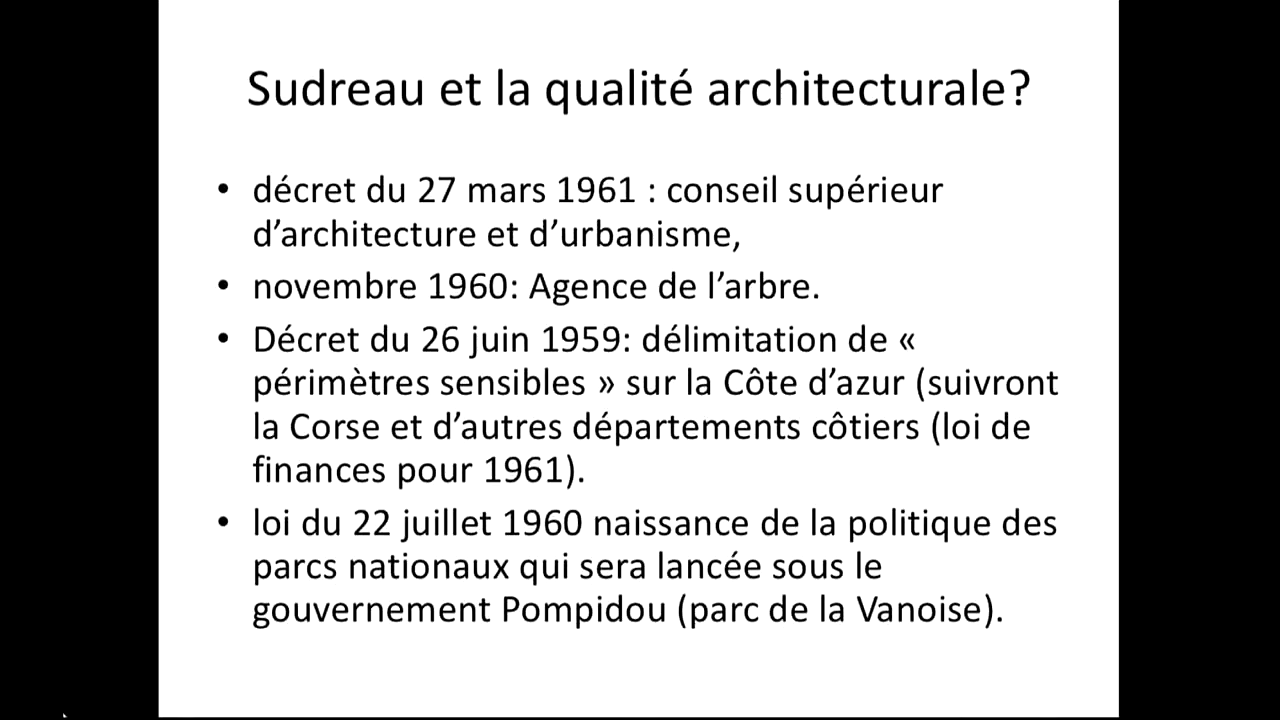 Sudreau et la qualité architecturale?
• décret du 27 mars 1961 : conseil supérieur
d’architecture et d’urbanisme,
• novembre 1960: Agence de l’arbre.
• Décret du 26 juin 1959: délimitation de «
périmètres sensibles » sur la Côte d’azur (suivront
la Corse et d’autres départements côtiers (loi de
finances pour 1961).
• loi du 22 juillet 1960 naissance de la politique des
parcs nationaux qui sera lancée sous le
gouvernement Pompidou (parc de la Vanoise).